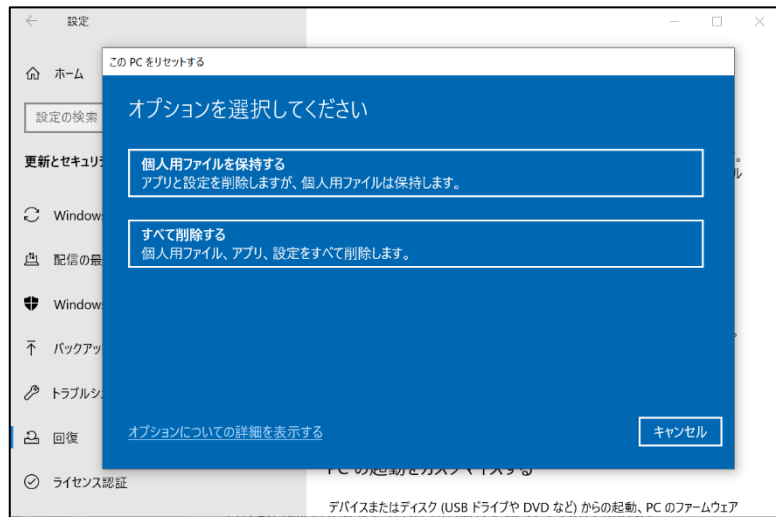 設定
ホーム
設定の検索
更新とセキュリ
Windows
配信の最
Windows
バックアッ
トラブルシ
回復
ライセンス認証
この PC をリセットする
オプションを選択してください
個人用ファイルを保持する
アプリと設定を削除しますが、個人用ファイルは保持します。
すべて削除する
個人用ファイル、アプリ、設定をすべて削除します。
オプションについての詳細を表示する
キャンセル
PC の起動をカスタマイズする
デバイスまたはディスク (USB ドライブや DVD など) からの起動、PC のファームウェア